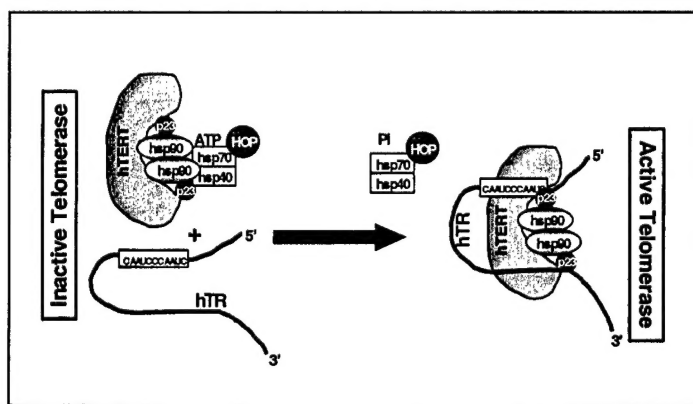 Inactive Telomerase
hTERT
p23
ATP
HOP
hsp90
hsp70
hsp90
hsp40
p23
+
CAAUCCCAAUC
5'
hTR
3'
Pi
HOP
hsp70
hsp40
5'
CAAUCCCAAUC
p23
hTR
hTERT
hsp90
hsp90
p23
3'
Active Telomerase